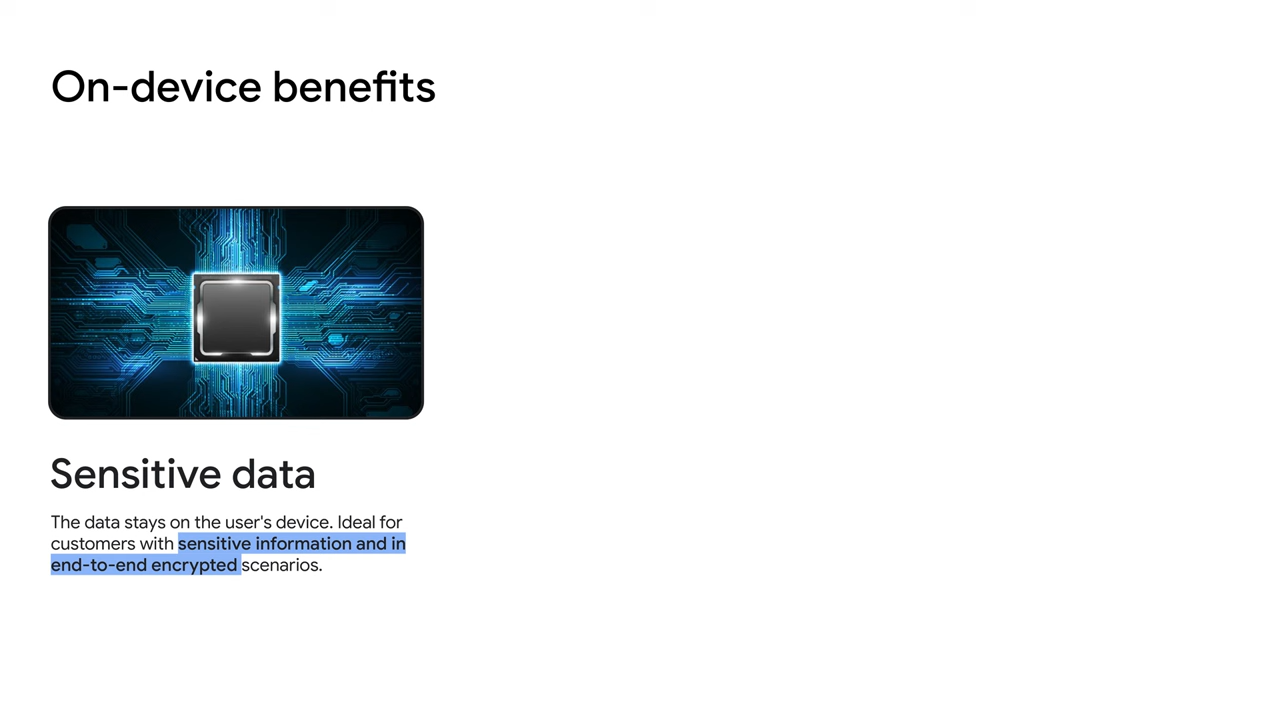 On-device benefits
Sensitive data
The data stays on the user's device. Ideal for
customers with sensitive information and in
end-to-end encrypted scenarios.